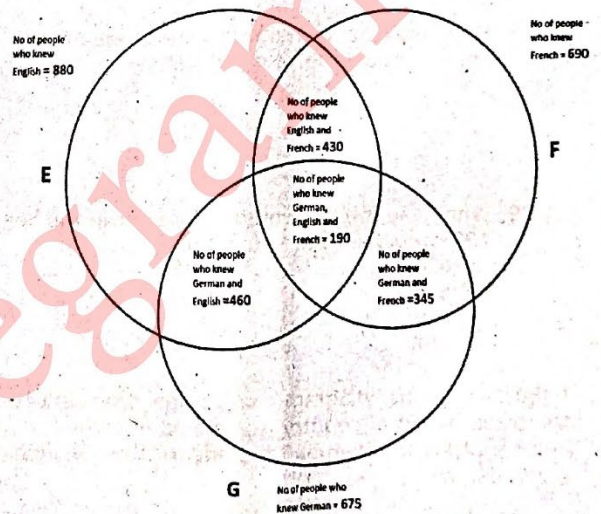 No of people
who knew
English = 880
No of people
who knew
French = 690
No of people
who knew
English and
French = 430
E
F
No of people
who knew
German,
English and
French = 190
No of people
who knew
German and
English =460
No of people
who knew
German and
French =345
G
No of people who
knew German = 675
egram